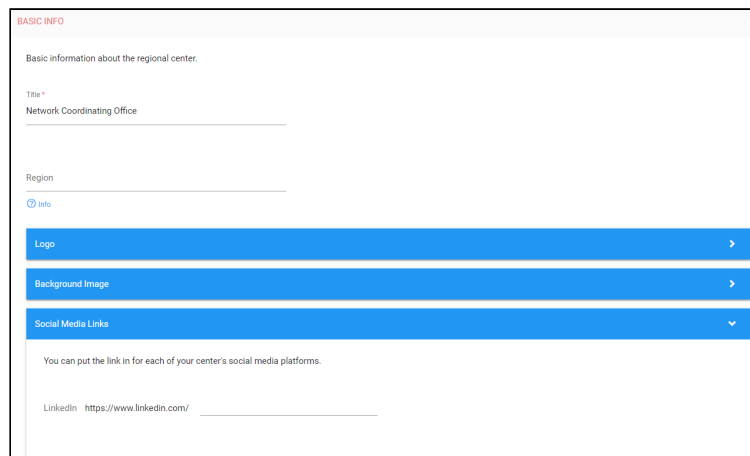 BASIC INFO
Basic information about the regional center.
Title *
Network Coordinating Office
Region
Info
Logo
Background Image
Social Media Links
You can put the link in for each of your center's social media platforms.
LinkedIn https://www.linkedin.com/